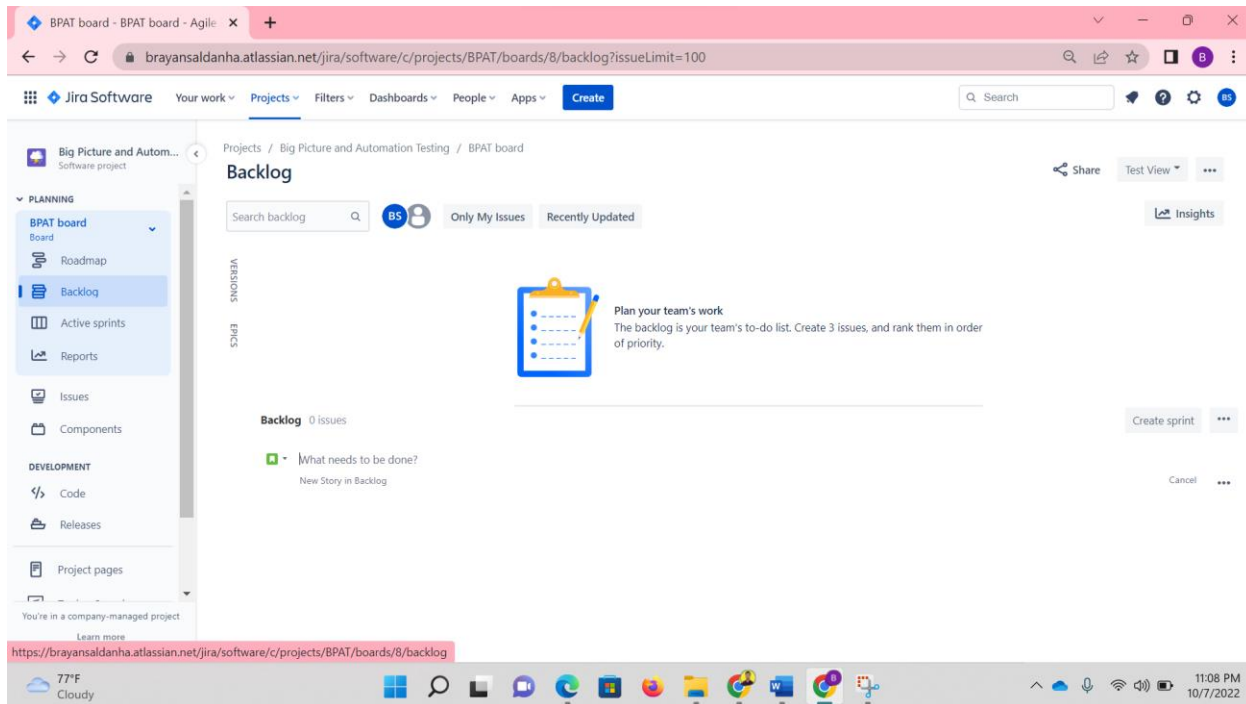 BPAT board - BPAT board - Agile
brayansaldanha.atlassian.net/jira/software/c/projects/BPAT/boards/8/backlog?issueLimit=100
B
Jira Software Your work Projects Filters Dashboards People Apps Create Search BS
Big Picture and Autom...
Software project
Projects / Big Picture and Automation Testing / BPAT board
Backlog
Share Test View
PLANNING
BPAT board
Board
Search backlog BS Only My Issues Recently Updated
Insights
Roadmap
Backlog
Active sprints
Reports
Issues
Components
DEVELOPMENT
Code
Releases
Project pages
You're in a company-managed project
Learn more
VERSIONS
EPICS
Plan your team's work
The backlog is your team's to-do list. Create 3 issues, and rank them in order
of priority.
Backlog 0 issues
Create sprint
What needs to be done?
New Story in Backlog
Cancel
https://brayansaldanha.atlassian.net/jira/software/c/projects/BPAT/boards/8/backlog
77°F
Cloudy
11:08 PM
10/7/2022